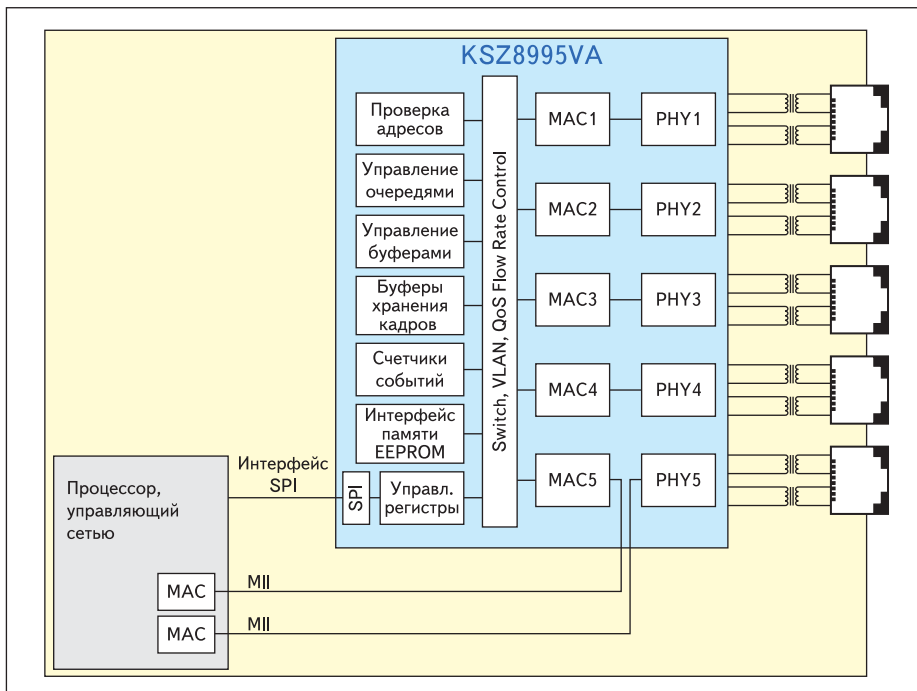 KSZ8995VA
Проверка
адресов
Управление
очередями
Управление
буферами
Буферы
хранения
кадров
Счетчики
событий
Интерфейс
памяти
EEPROM
SPI
Управл.
регистры
Switch, VLAN, QoS Flow Rate Control
MAC1
PHY1
MAC2
PHY2
MAC3
PHY3
MAC4
PHY4
MAC5
PHY5
Интерфейс
SPI
Процессор,
управляющий
сетью
MAC
MII
MAC
MII